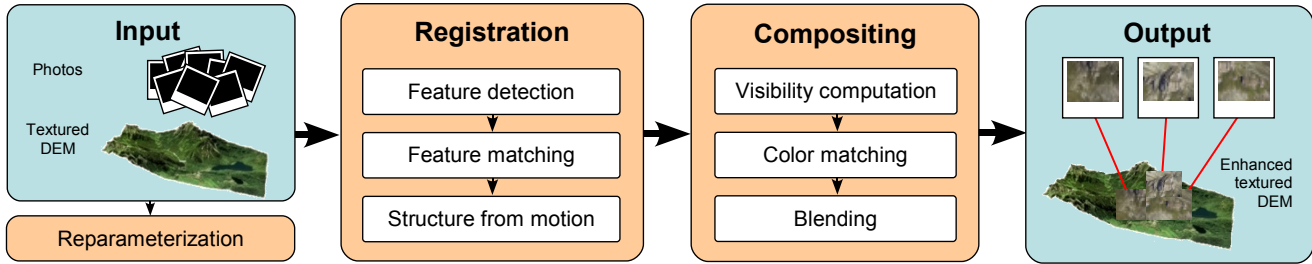 Input
Photos
Textured
DEM
Reparameterization
Registration
Feature detection
Feature matching
Structure from motion
Compositing
Visibility computation
Color matching
Blending
Output
Enhanced
textured
DEM